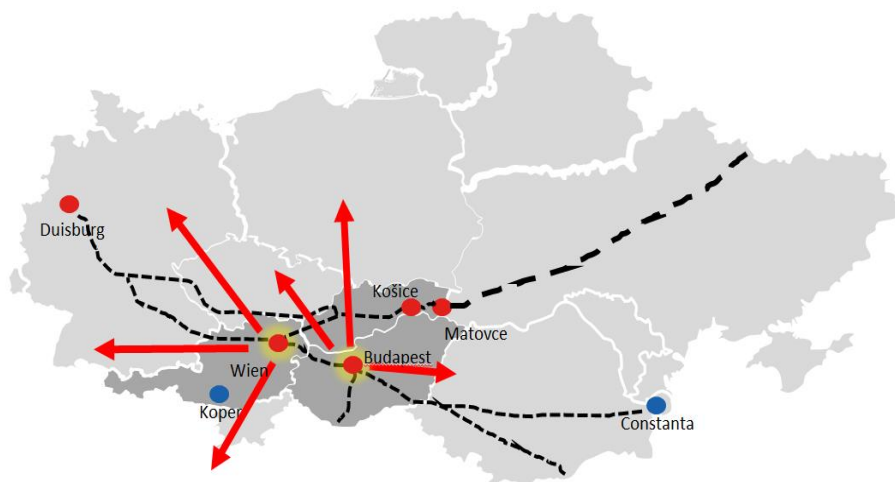 Duisburg
Košice
Matovce
Budapest
Wien
Koper
Constanta